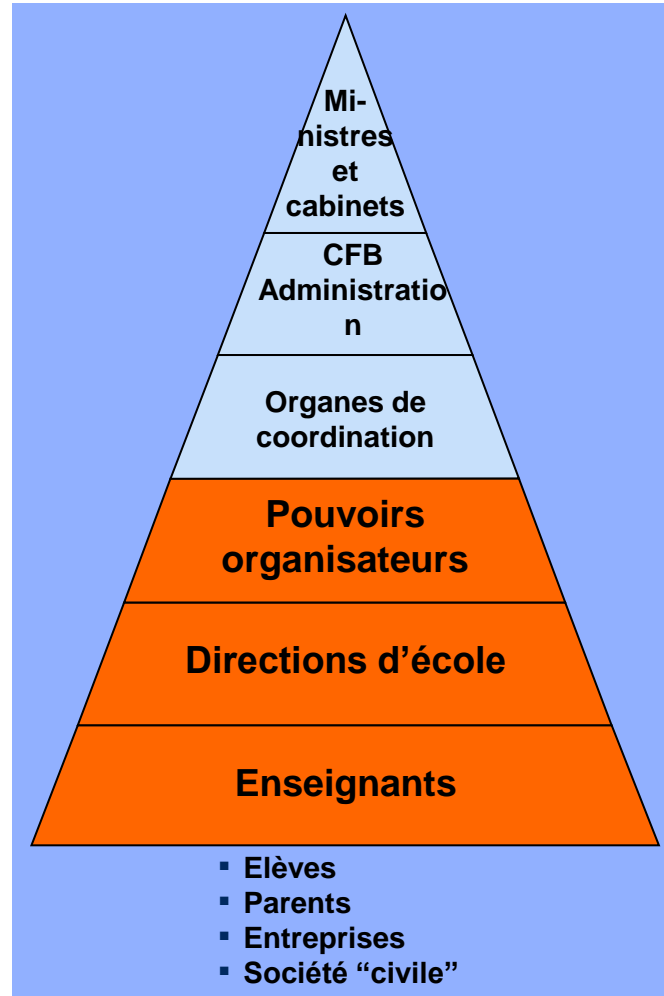 Mi-
nistres
et
cabinets
CFB
Administratio
n
Organes de
coordination
Pouvoirs
organisateurs
Directions d’école
Enseignants
▪ Elèves
▪ Parents
▪ Entreprises
▪ Société “civile”